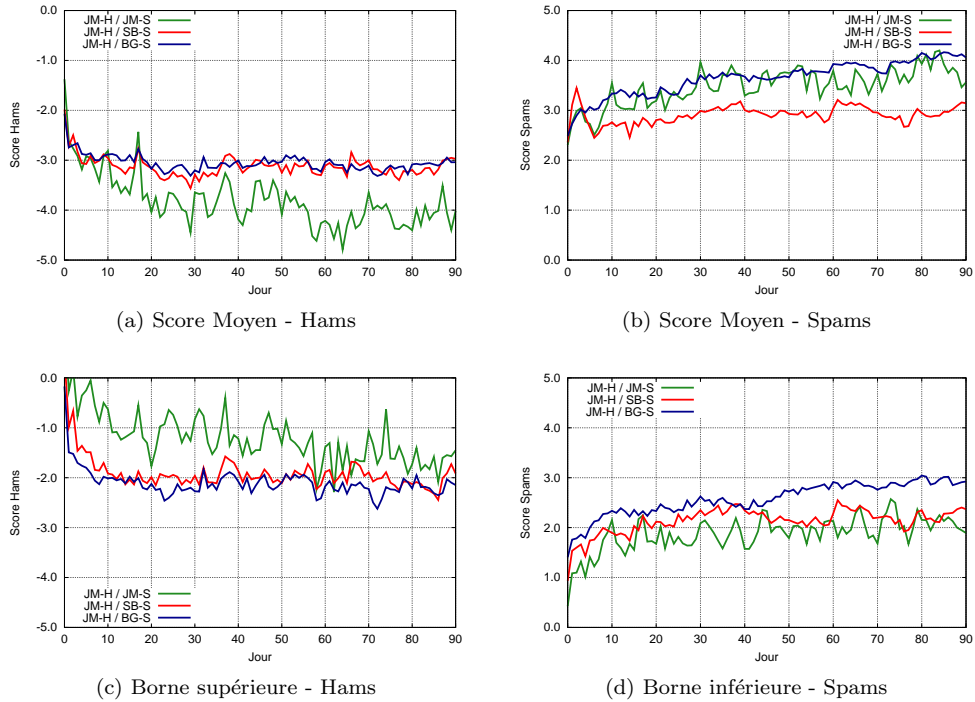 0.0
-1.0
-2.0
-3.0
-4.0
-5.0
Score Hams
JM-H / JM-S
JM-H / SB-S
JM-H / BG-S
0 10 20 30 40 50 60 70 80 90
Jour
(a) Score Moyen - Hams
5.0
4.0
3.0
2.0
1.0
0.0
Score Spams
JM-H / JM-S
JM-H / SB-S
JM-H / BG-S
0 10 20 30 40 50 60 70 80 90
Jour
(b) Score Moyen - Spams
0.0
-1.0
-2.0
-3.0
-4.0
-5.0
Score Hams
JM-H / JM-S
JM-H / SB-S
JM-H / BG-S
0 10 20 30 40 50 60 70 80 90
Jour
(c) Borne supérieure - Hams
5.0
4.0
3.0
2.0
1.0
0.0
Score Spams
JM-H / JM-S
JM-H / SB-S
JM-H / BG-S
0 10 20 30 40 50 60 70 80 90
Jour
(d) Borne inférieure - Spams